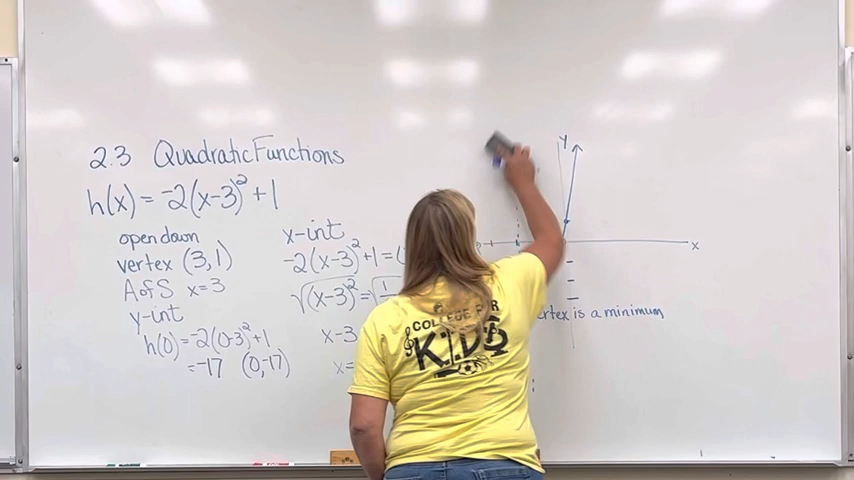 2.3 Quadratic Functions
h(x) = -2(x-3)² + 1
open down
vertex (3,1)
A of S x=3
y-int
h(0) = -2(0-3)² + 1
= -17 (0,-17)
x-int
-2(x-3)² + 1 =
√(x-3)² = √1
x-3
x=
y
x
is a minimum
COLLEGE FOR
KIDS